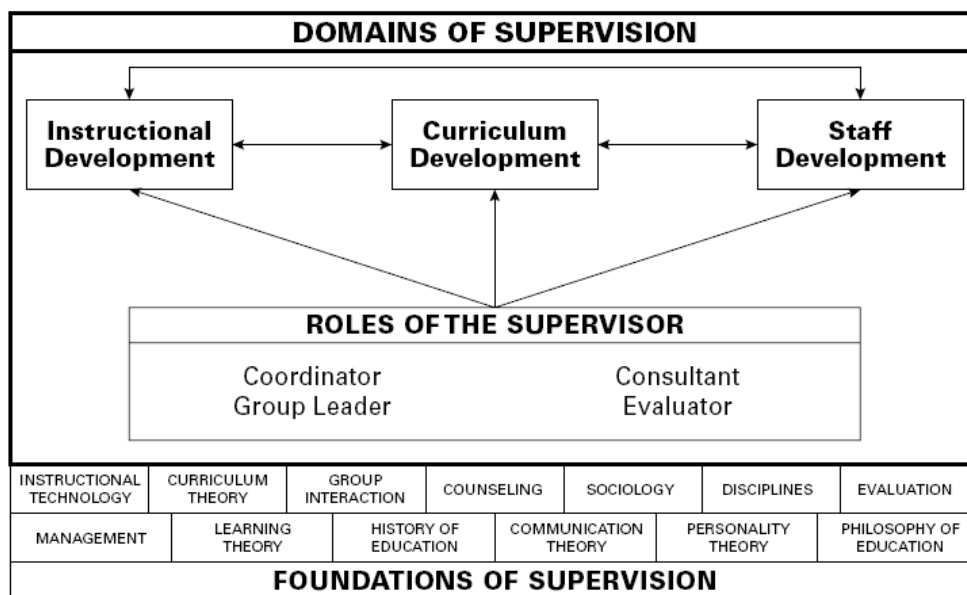 DOMAINS OF SUPERVISION
Instructional
Development
Curriculum
Development
Staff
Development
ROLES OF THE SUPERVISOR
Coordinator
Group Leader
Consultant
Evaluator
INSTRUCTIONAL
TECHNOLOGY
CURRICULUM
THEORY
GROUP
INTERACTION
COUNSELING
SOCIOLOGY
DISCIPLINES
EVALUATION
MANAGEMENT
LEARNING
THEORY
HISTORY OF
EDUCATION
COMMUNICATION
THEORY
PERSONALITY
THEORY
PHILOSOPHY OF
EDUCATION
FOUNDATIONS OF SUPERVISION